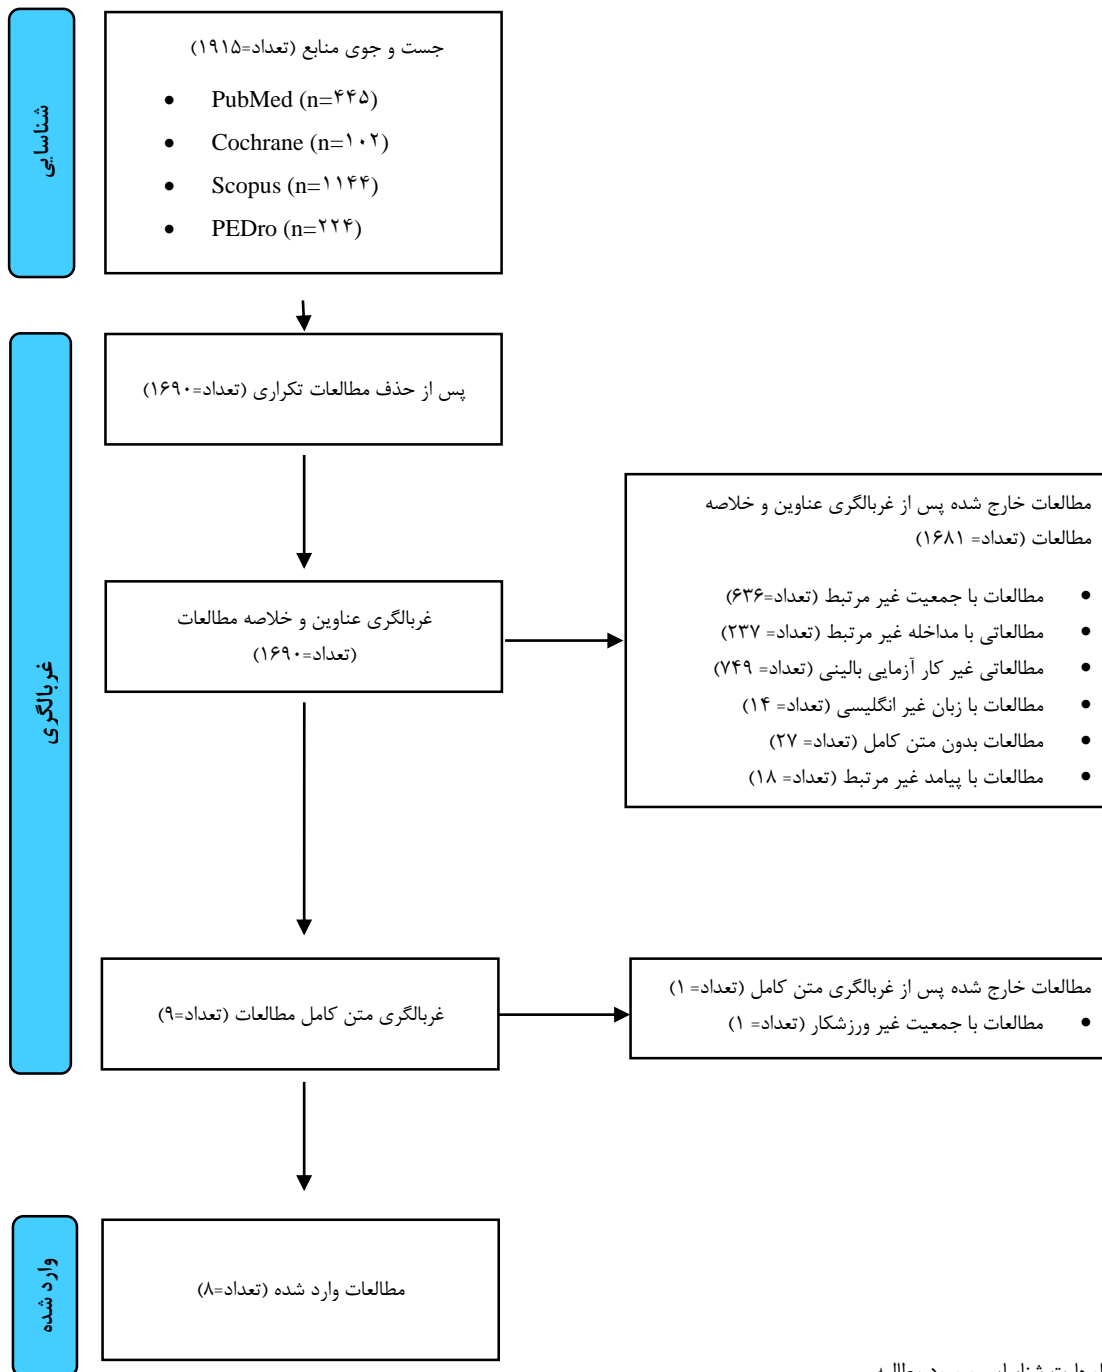 شناسایی
جست و جوی منابع (تعداد=۱۹۱۵)
• PubMed (n=۴۴۵)
• Cochrane (n=۱۰۲)
• Scopus (n=۱۱۴۴)
• PEDro (n=۲۲۴)
غربالگری
پس از حذف مطالعات تکراری (تعداد=۱۶۹۰)
غربالگری عناوین و خلاصه مطالعات
(تعداد=۱۶۹۰)
مطالعات خارج شده پس از غربالگری عناوین و خلاصه
مطالعات (تعداد= ۱۶۸۱)
• مطالعات با جمعیت غیر مرتبط (تعداد=۶۳۶)
• مطالعاتی با مداخله غیر مرتبط (تعداد= ۲۳۷)
• مطالعاتی غیر کار آزمایی بالینی (تعداد= ۷۴۹)
• مطالعات با زبان غیر انگلیسی (تعداد= ۱۴)
• مطالعات بدون متن کامل (تعداد= ۲۷)
• مطالعات با پیامد غیر مرتبط (تعداد= ۱۸)
غربالگری متن کامل مطالعات (تعداد=۹)
مطالعات خارج شده پس از غربالگری متن کامل (تعداد= ۱)
• مطالعات با جمعیت غیر ورزشکار (تعداد= ۱)
وارد شده
مطالعات وارد شده (تعداد=۸)